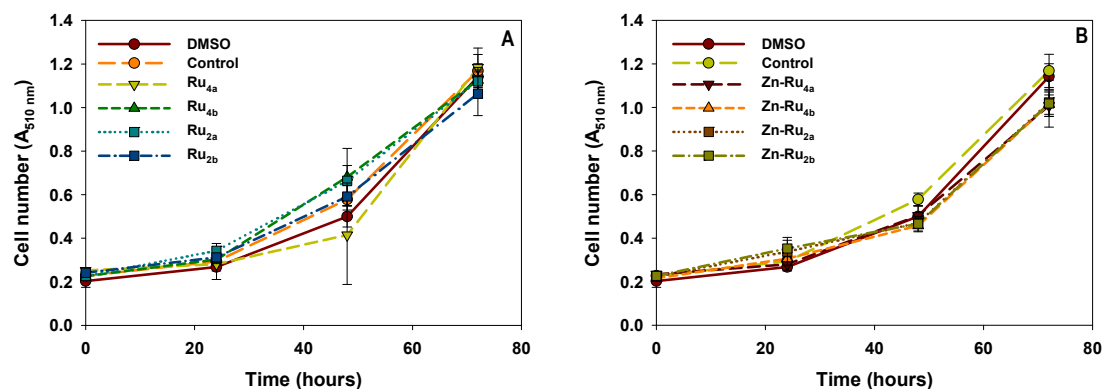 A
DMSO
Control
Ru4a
Ru4b
Ru2a
Ru2b
Cell number (A510 nm)
1.4
1.2
1.0
0.8
0.6
0.4
0.2
0.0
0 20 40 60 80
Time (hours)
B
DMSO
Control
Zn-Ru4a
Zn-Ru4b
Zn-Ru2a
Zn-Ru2b
Cell number (A510 nm)
1.4
1.2
1.0
0.8
0.6
0.4
0.2
0.0
0 20 40 60 80
Time (hours)